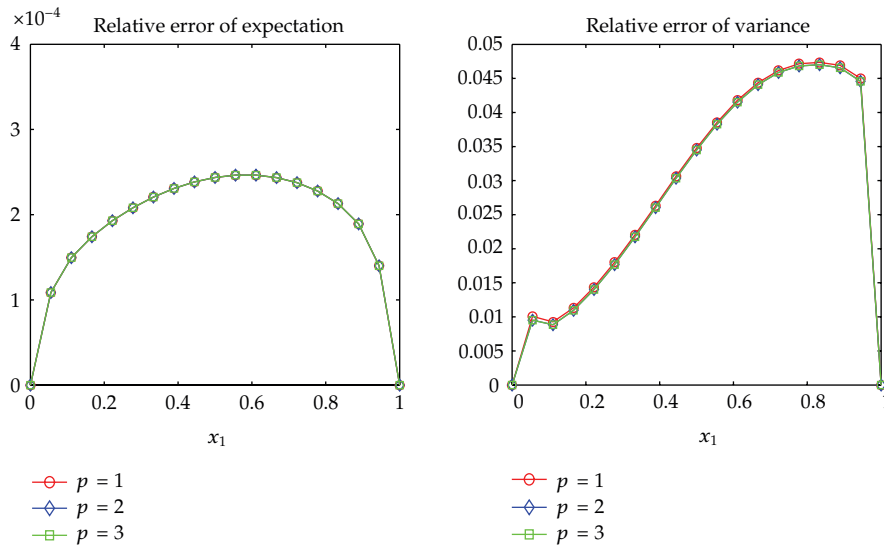 ×10⁻⁴
Relative error of expectation
4
3
2
1
0
0 0.2 0.4 0.6 0.8 1
x₁
p = 1
p = 2
p = 3
Relative error of variance
0.05
0.045
0.04
0.035
0.03
0.025
0.02
0.015
0.01
0.005
0
0 0.2 0.4 0.6 0.8 1
x₁
p = 1
p = 2
p = 3